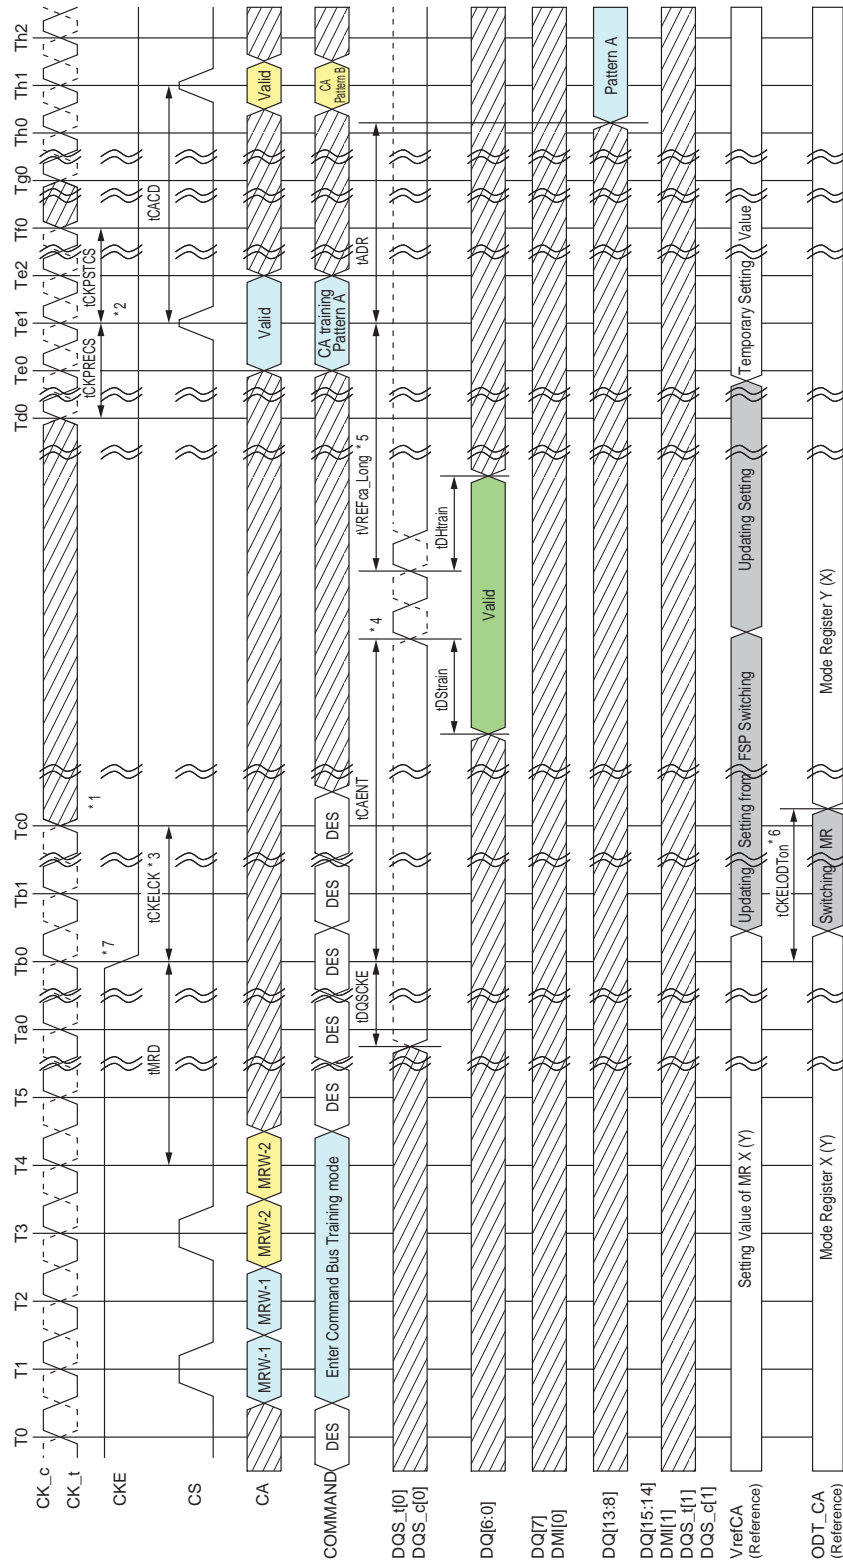 T0 T1 T2 T3 T4 T5 Ta0 Tb0 Tb1 Tc0 Td0 Te0 Te1 Te2 Tf0 Tg0 Th0 Th1 Th2
CK_c
CK_t
*1
tCKPRECS
tCKPSTCS
*2
CKE
*7
tMRD
tCKELCK *3
tCACD
CS
CA
MRW-1
MRW-1
MRW-2
MRW-2
Valid
Valid
COMMAND
DES
Enter Command Bus Training mode
DES
DES
DES
DES
DES
CA training
Pattern A
CA
Pattern B
tDQSCKE
tCAENT
*4
tVREFca_Long *5
tADR
DQS_t[0]
DQS_c[0]
tDStrain
tDHtrain
DQ[6:0]
Valid
DQ[7]
DMI[0]
DQ[13:8]
Pattern A
DQ[15:14]
DMI[1]
DQS_t[1]
DQS_c[1]
VrefCA
(Reference)
Setting Value of MR X (Y)
Updating Setting from FSP Switching
Updating Setting
Temporary Setting Value
tCKELODTon *6
ODT_CA
(Reference)
Mode Register X (Y)
Switching MR
Mode Register Y (X)